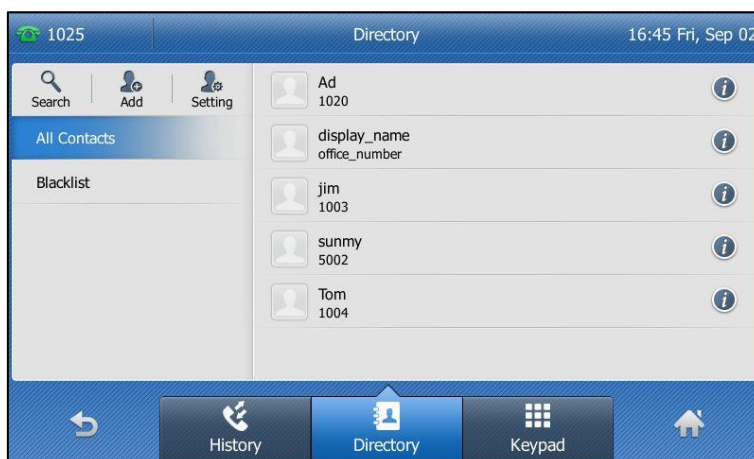 1025
Directory
16:45 Fri, Sep 02
Search
Add
Setting
All Contacts
Blacklist
Ad
1020
display_name
office_number
jim
1003
sunmy
5002
Tom
1004
History
Directory
Keypad